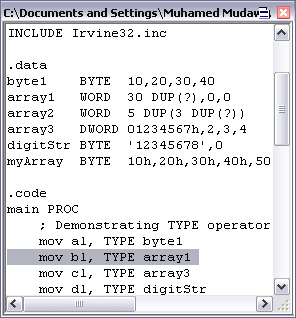 C:\Documents and Settings\Muhamed Mudaw
INCLUDE Irvine32.inc
.data
byte1    BYTE  10,20,30,40
array1   WORD  30 DUP(?),0,0
array2   WORD  5 DUP(3 DUP(?))
array3   DWORD 01234567h,2,3,4
digitStr BYTE  '12345678',0
myArray  BYTE  10h,20h,30h,40h,50
.code
main PROC
    ; Demonstrating TYPE operator
    mov al, TYPE byte1
    mov bl, TYPE array1
    mov cl, TYPE array3
    mov dl, TYPE digitStr